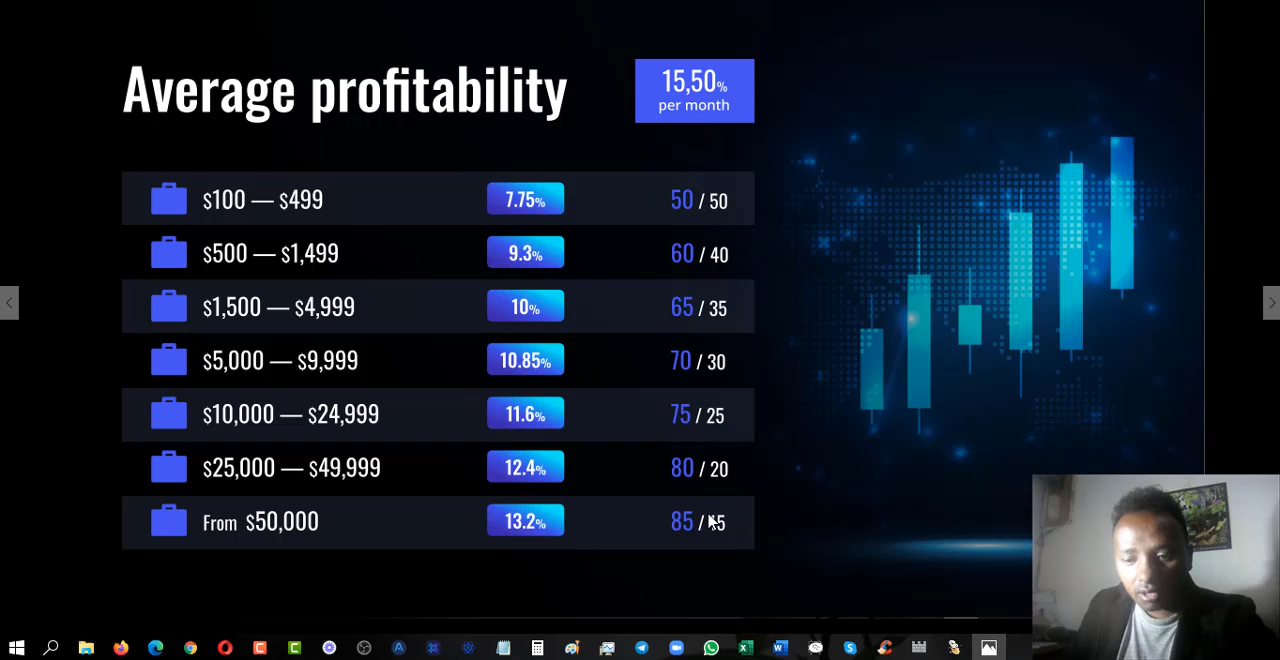 Average profitability
15,50%
per month
$100 — $499 7.75% 50 / 50
$500 — $1,499 9.3% 60 / 40
$1,500 — $4,999 10% 65 / 35
$5,000 — $9,999 10.85% 70 / 30
$10,000 — $24,999 11.6% 75 / 25
$25,000 — $49,999 12.4% 80 / 20
From $50,000 13.2% 85 /